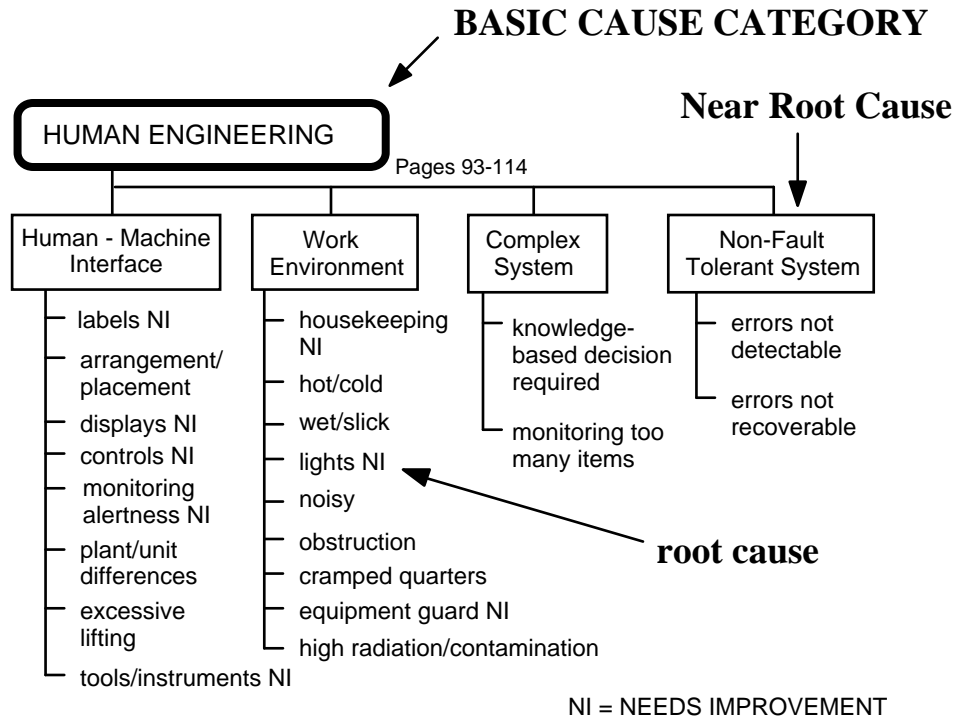 BASIC CAUSE CATEGORY
Near Root Cause
HUMAN ENGINEERING
Pages 93-114
Human - Machine
Interface
labels NI
arrangement/
placement
displays NI
controls NI
monitoring
alertness NI
plant/unit
differences
excessive
lifting
tools/instruments NI
Work
Environment
housekeeping
NI
hot/cold
wet/slick
lights NI
noisy
obstruction
cramped quarters
equipment guard NI
high radiation/contamination
Complex
System
knowledge-
based decision
required
monitoring too
many items
Non-Fault
Tolerant System
errors not
detectable
errors not
recoverable
root cause
NI = NEEDS IMPROVEMENT